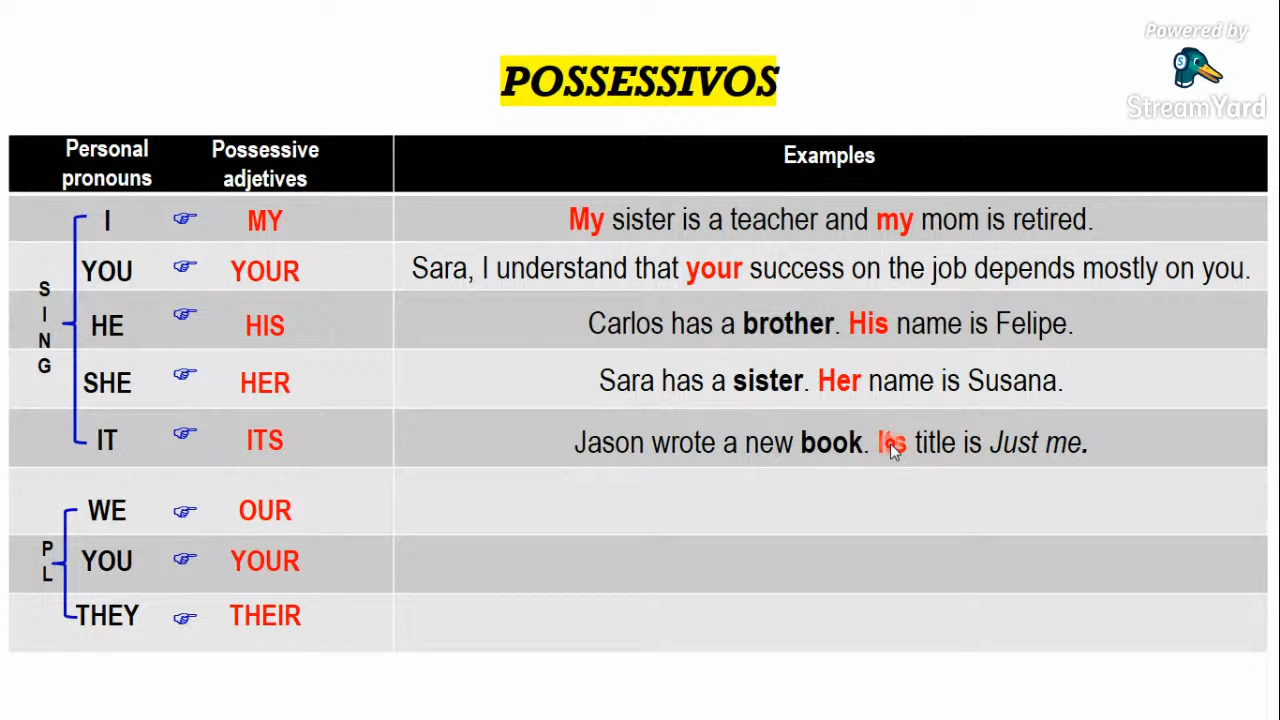 Powered by
StreamYard
POSSESSIVOS
Personal pronouns Possessive adjetives Examples
I MY My sister is a teacher and my mom is retired.
YOU YOUR Sara, I understand that your success on the job depends mostly on you.
HE HIS Carlos has a brother. His name is Felipe.
SHE HER Sara has a sister. Her name is Susana.
IT ITS Jason wrote a new book. Its title is Just me.
SING
WE OUR
YOU YOUR
THEY THEIR
PL